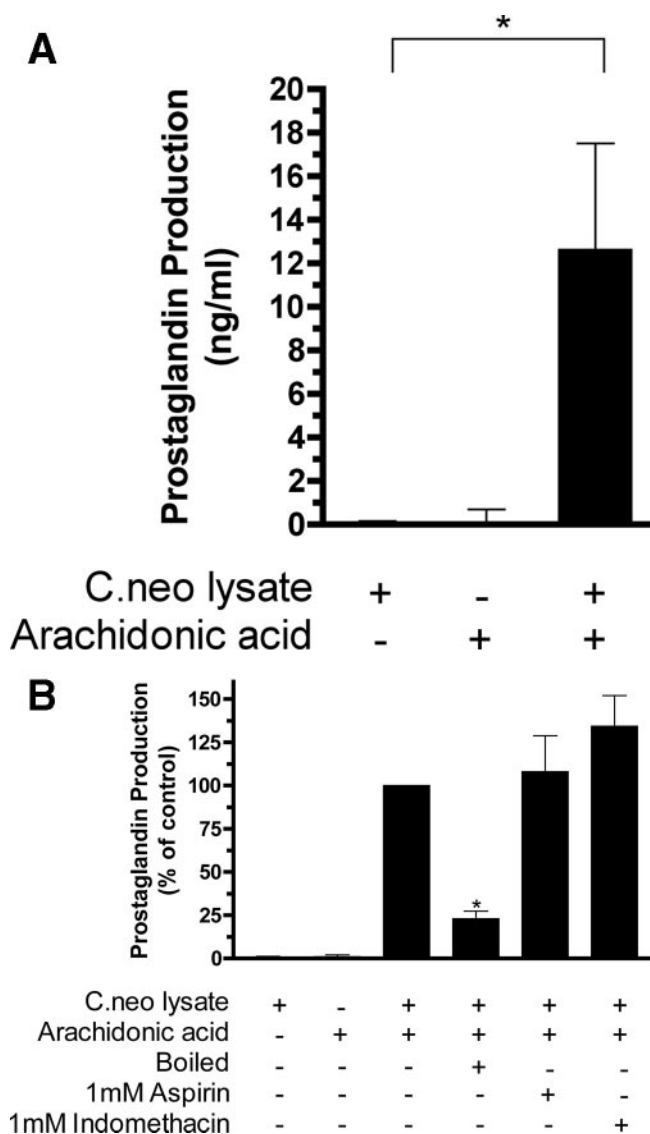 A
*
Prostaglandin Production
(ng/ml)
20
18
16
14
12
10
8
6
4
2
0
C.neo lysate + - +
Arachidonic acid - + +
B
Prostaglandin Production
(% of control)
150
125
100
75
50
25
0
*
C.neo lysate + - + + + +
Arachidonic acid - + + + + +
Boiled - - - + - -
1mM Aspirin - - - - + -
1mM Indomethacin - - - - - +